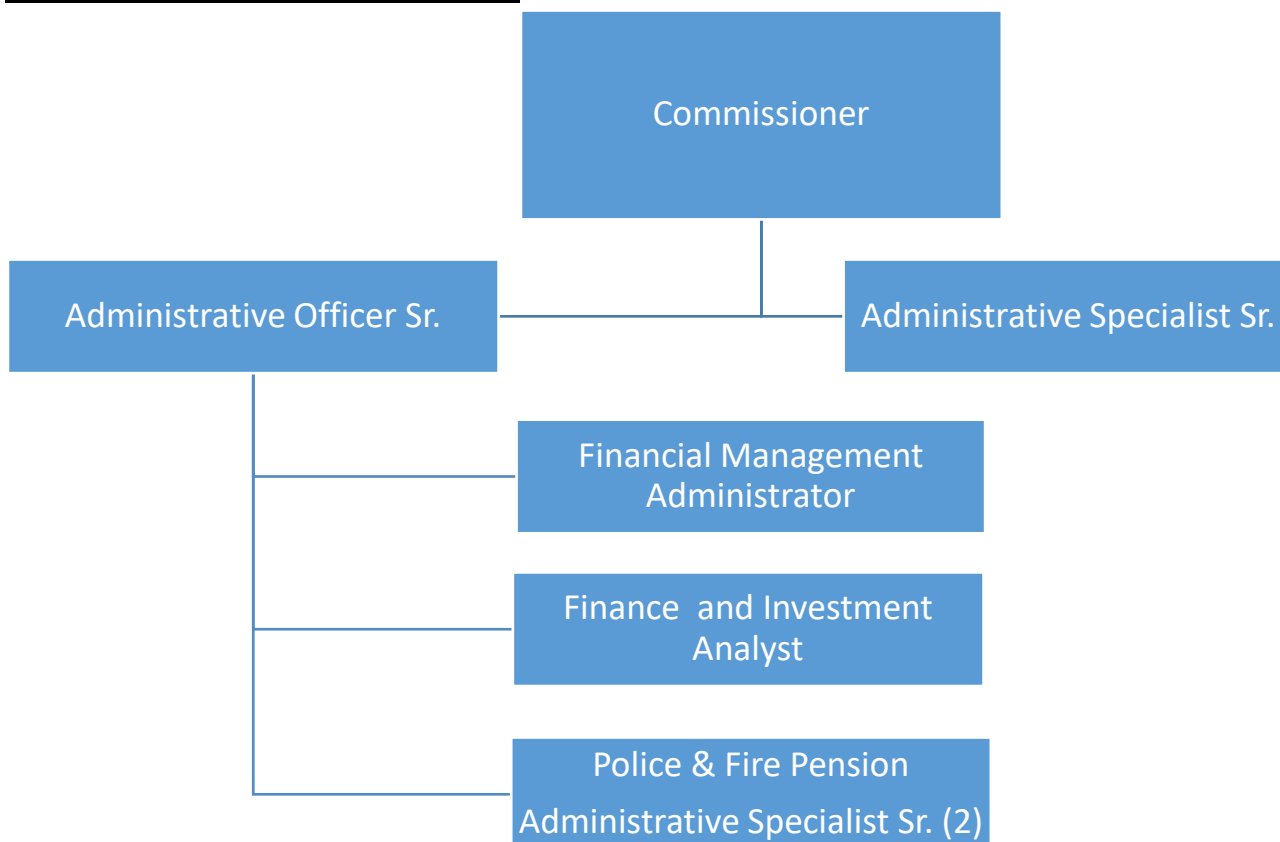 Commissioner
Administrative Officer Sr.
Administrative Specialist Sr.
Financial Management
Administrator
Finance  and Investment
Analyst
Police & Fire Pension
Administrative Specialist Sr. (2)